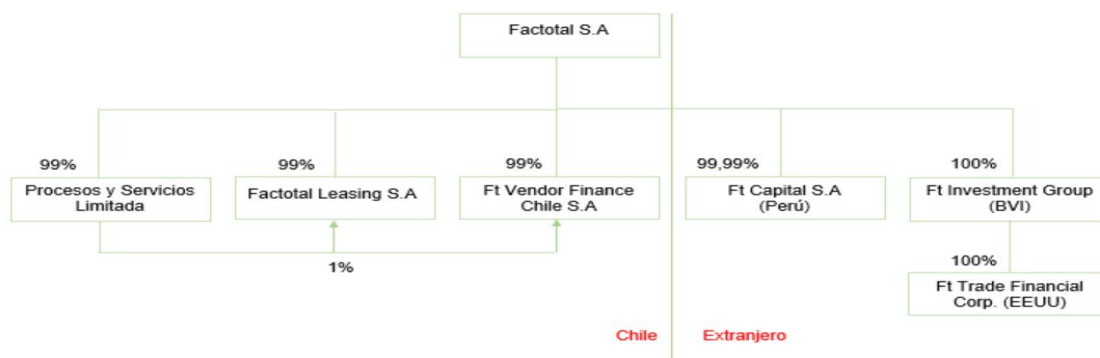 Factotal S.A
99%
99%
99%
99,99%
100%
Procesos y Servicios
Limitada
Factotal Leasing S.A
Ft Vendor Finance
Chile S.A
Ft Capital S.A
(Perú)
Ft Investment Group
(BVI)
1%
100%
Ft Trade Financial
Corp. (EEUU)
Chile
Extranjero